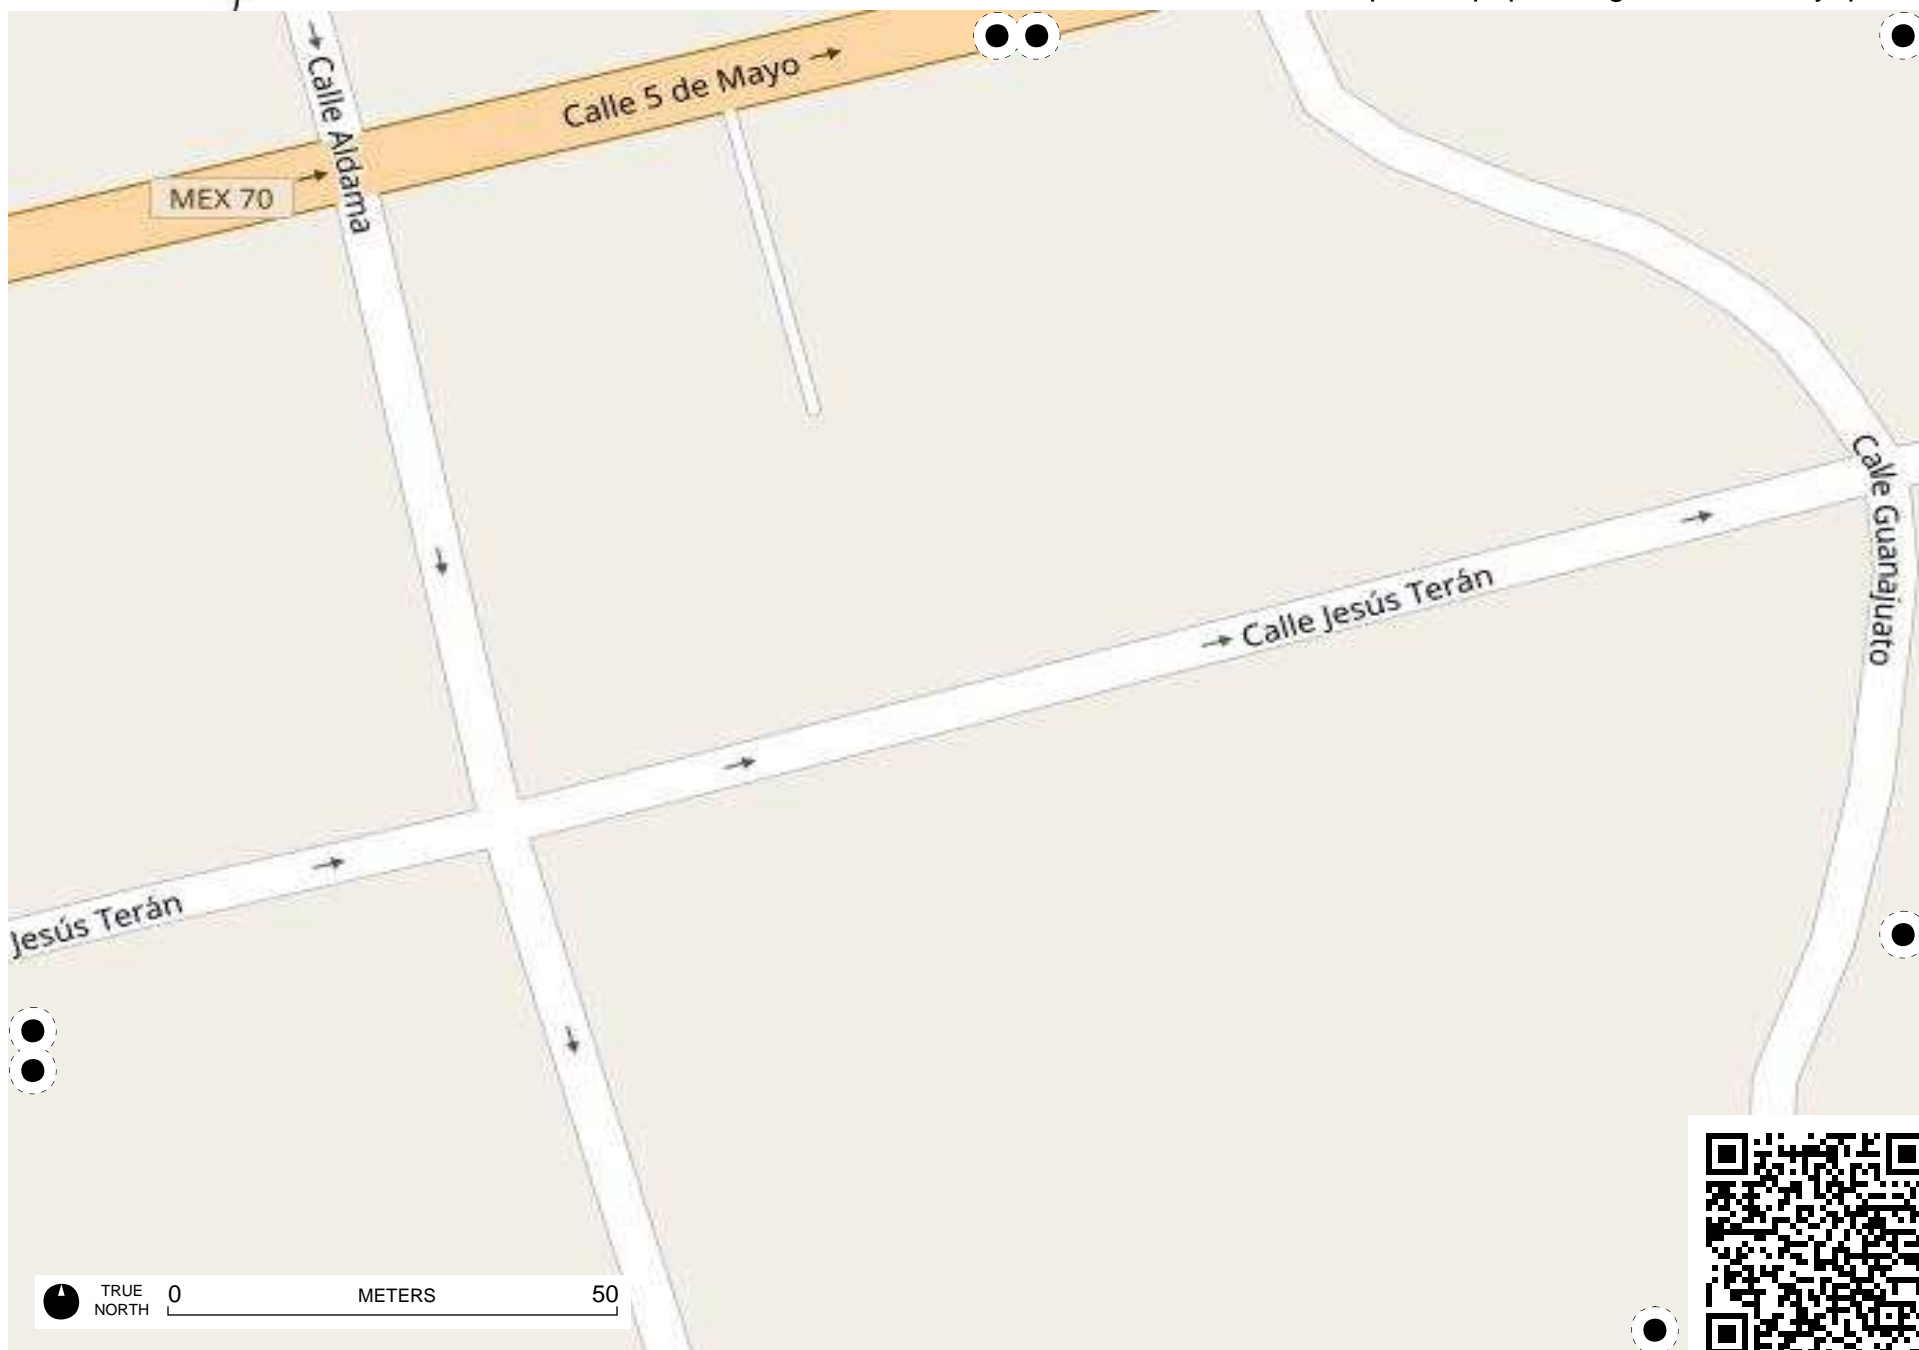 Calle Aldama
Calle 5 de Mayo
MEX 70
Calle Guanajuato
Calle Jesús Terán
Jesús Terán
TRUE
NORTH
0
METERS
50